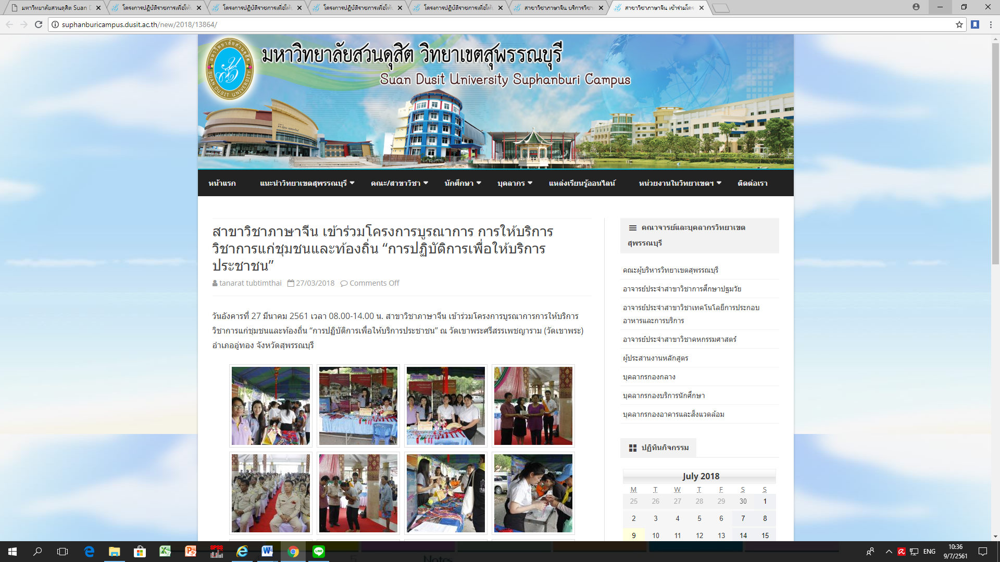 มหาวิทยาลัยสวนดุสิต Suan D
โครงการปฏิบัติราชการเพื่อให้บ
โครงการปฏิบัติราชการเพื่อให้บ
โครงการปฏิบัติราชการเพื่อให้บ
โครงการปฏิบัติราชการเพื่อให้บ
สาขาวิชาภาษาจีน บริการวิชาก
สาขาวิชาภาษาจีน เข้าร่วมโครง
suphanburicampus.dusit.ac.th/new/2018/13864/
มหาวิทยาลัยสวนดุสิต วิทยาเขตสุพรรณบุรี
Suan Dusit University Suphanburi Campus
มหาวิทยาลัยสวนดุสิต
SUAN DUSIT UNIVERSITY
หน้าแรก แนะนำวิทยาเขตสุพรรณบุรี คณะ/สาขาวิชา นักศึกษา บุคลากร แหล่งเรียนรู้ออนไลน์ หน่วยงานในวิทยาเขตฯ ติดต่อเรา
สาขาวิชาภาษาจีน เข้าร่วมโครงการบูรณาการ การให้บริการ
วิชาการแก่ชุมชนและท้องถิ่น “การปฏิบัติการเพื่อให้บริการ
ประชาชน”
tanarat tubtimthai 27/03/2018 Comments Off
วันอังคารที่ 27 มีนาคม 2561 เวลา 08.00-14.00 น. สาขาวิชาภาษาจีน เข้าร่วมโครงการบูรณาการการให้บริการ
วิชาการแก่ชุมชนและท้องถิ่น “การปฏิบัติการเพื่อให้บริการประชาชน” ณ วัดเขาพระศรีสรรเพชญาราม (วัดเขาพระ)
อำเภออู่ทอง จังหวัดสุพรรณบุรี
คณาจารย์และบุคลากรวิทยาเขต
สุพรรณบุรี
คณะผู้บริหารวิทยาเขตสุพรรณบุรี
อาจารย์ประจำสาขาวิชาการศึกษาปฐมวัย
อาจารย์ประจำสาขาวิชาเทคโนโลยีการประกอบ
อาหารและการบริการ
อาจารย์ประจำสาขาวิชาคหกรรมศาสตร์
ผู้ประสานงานหลักสูตร
บุคลากรกองกลาง
บุคลากรกองบริการนักศึกษา
บุคลากรกองอาคารและสิ่งแวดล้อม
ปฏิทินกิจกรรม
July 2018
M T W T F S S
25 26 27 28 29 30 1
2 3 4 5 6 7 8
9 10 11 12 13 14 15
SPSS
LINE
ENG
10:36
9/7/2561
Notes